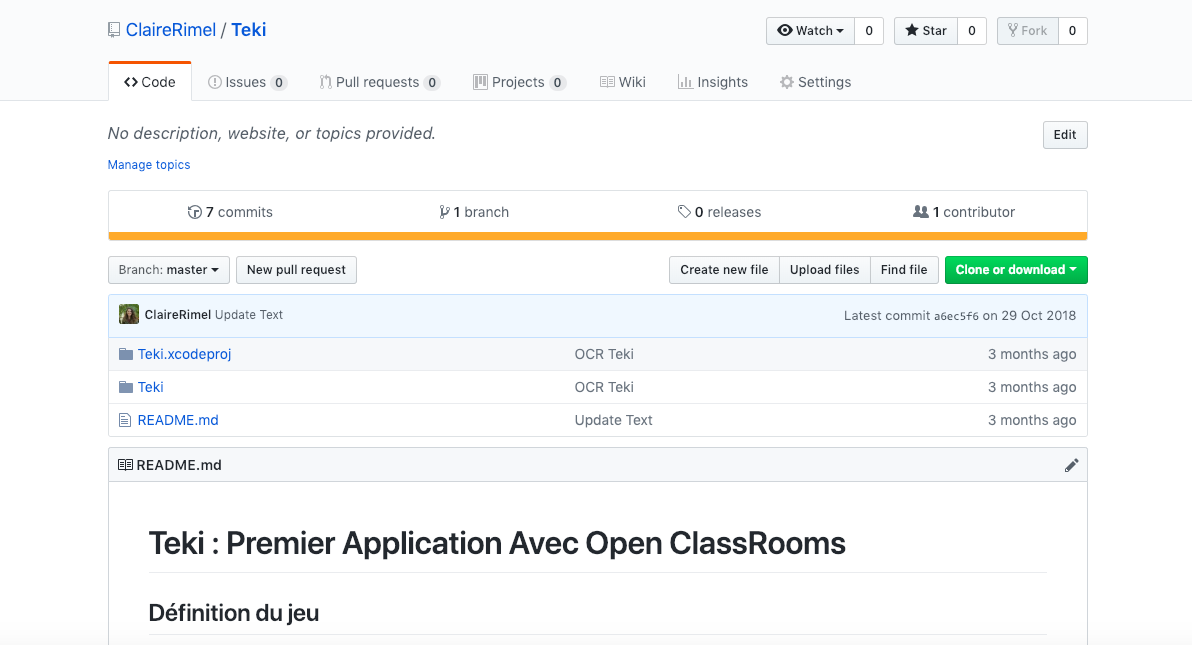 ClaireRimel / Teki
Watch 0 Star 0 Fork 0
Code Issues 0 Pull requests 0 Projects 0 Wiki Insights Settings
No description, website, or topics provided. Edit
Manage topics
7 commits 1 branch 0 releases 1 contributor
Branch: master New pull request Create new file Upload files Find file Clone or download
ClaireRimel Update Text Latest commit a6ec5f6 on 29 Oct 2018
Teki.xcodeproj OCR Teki 3 months ago
Teki OCR Teki 3 months ago
README.md Update Text 3 months ago
README.md
Teki : Premier Application Avec Open ClassRooms
Définition du jeu